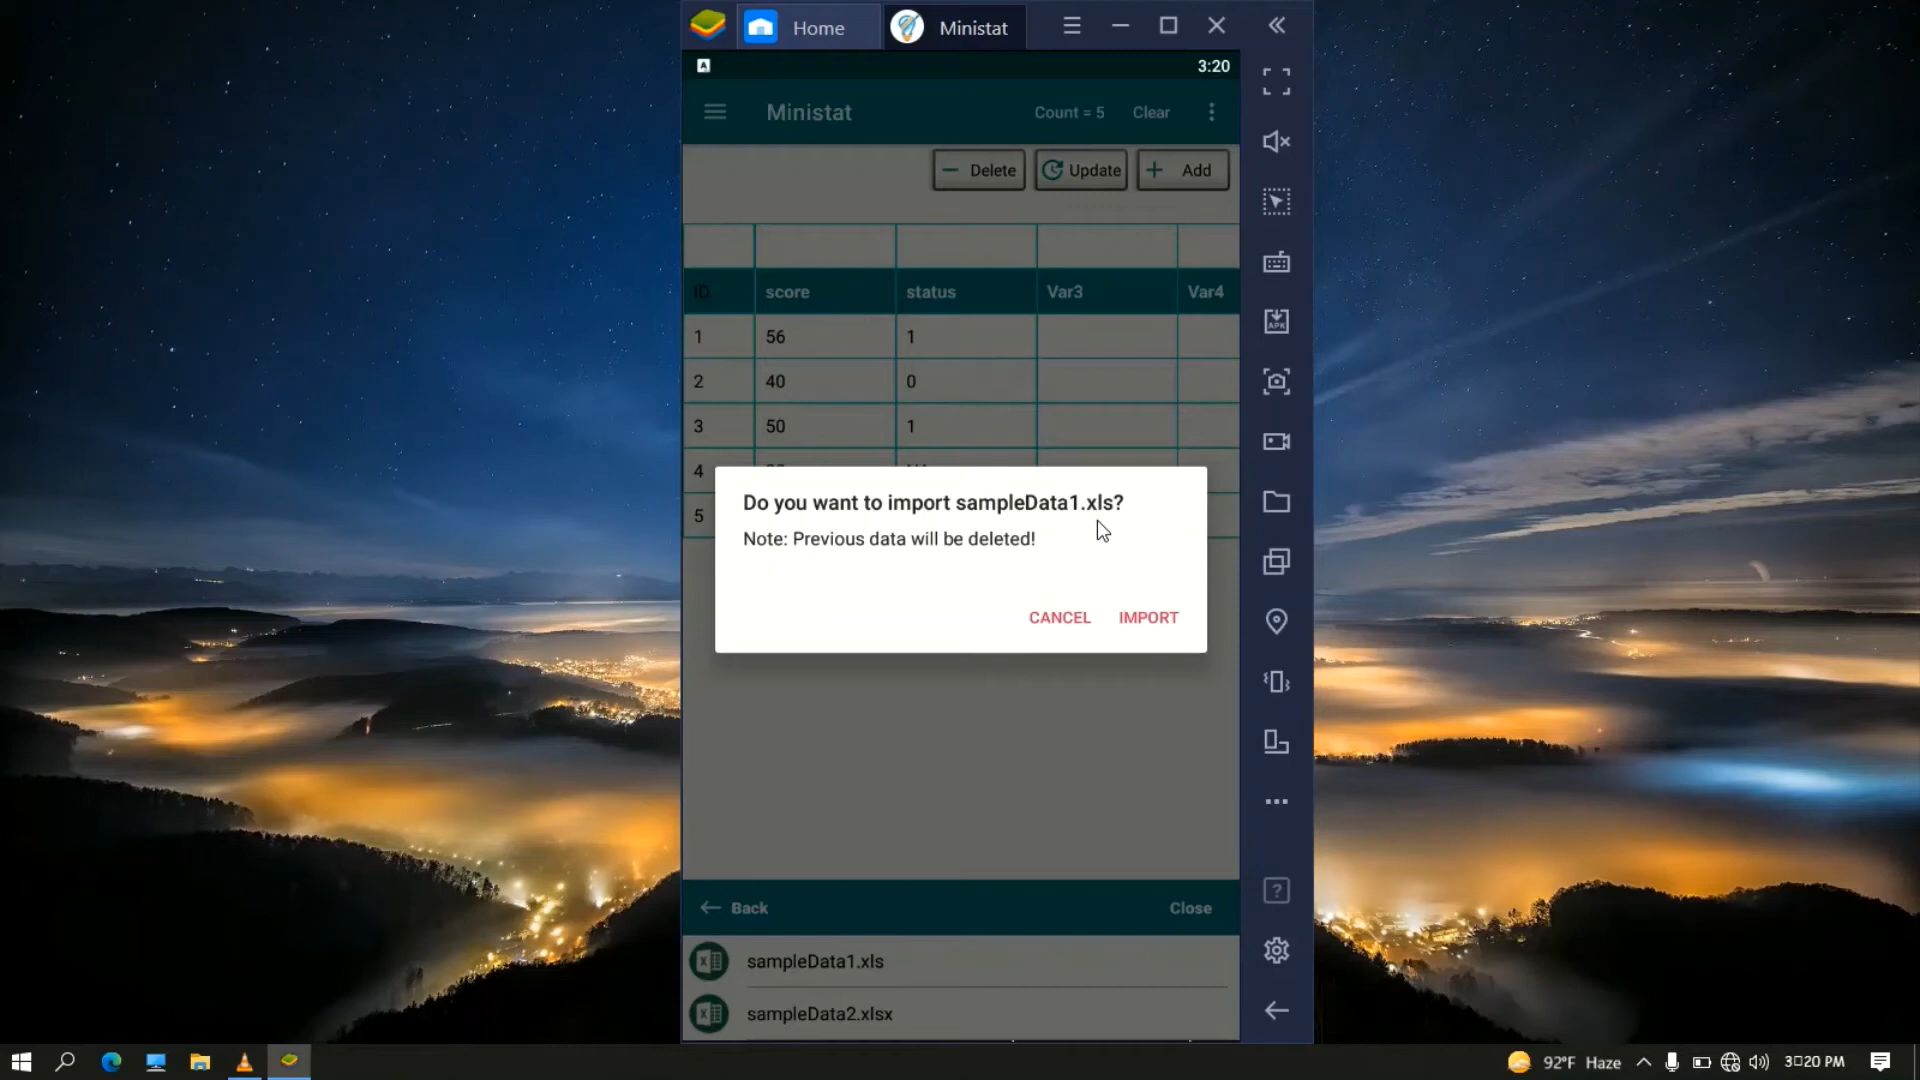 Home
Ministat
A
3:20
Ministat
Count = 5
Clear
Delete
Update
Add
ID.
score
status
Var3
Var4
1
56
1
2
40
0
3
50
1
4
5
Do you want to import sampleData1.xls?
Note: Previous data will be deleted!
CANCEL
IMPORT
Back
Close
sampleData1.xls
sampleData2.xlsx
APK
92°F Haze
3:20 PM